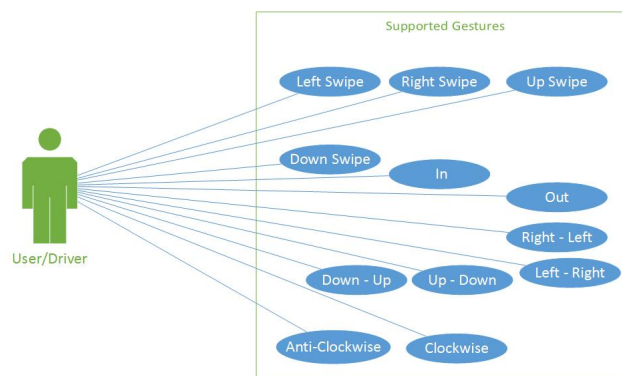 Supported Gestures
Left Swipe
Right Swipe
Up Swipe
Down Swipe
In
Out
Right - Left
User/Driver
Left - Right
Down - Up
Up - Down
Anti-Clockwise
Clockwise